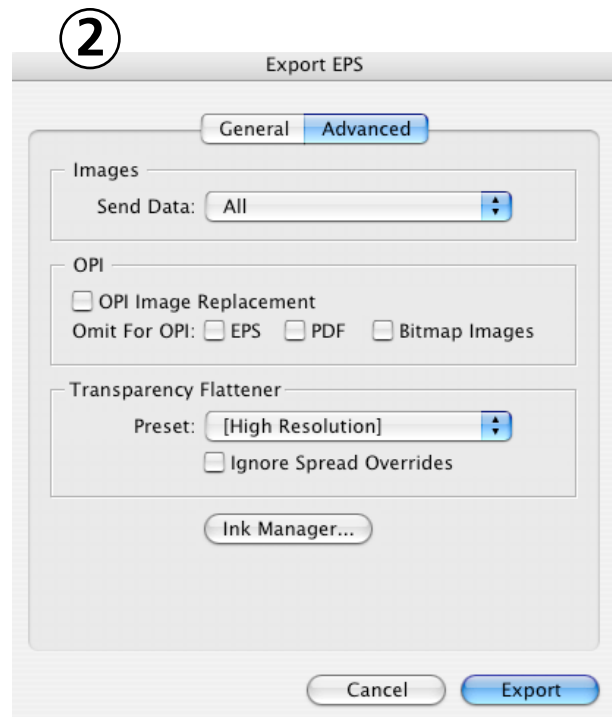 ②
Export EPS
General Advanced
Images
Send Data: All
OPI
OPI Image Replacement
Omit For OPI: EPS PDF Bitmap Images
Transparency Flattener
Preset: [High Resolution]
Ignore Spread Overrides
Ink Manager...
Cancel Export